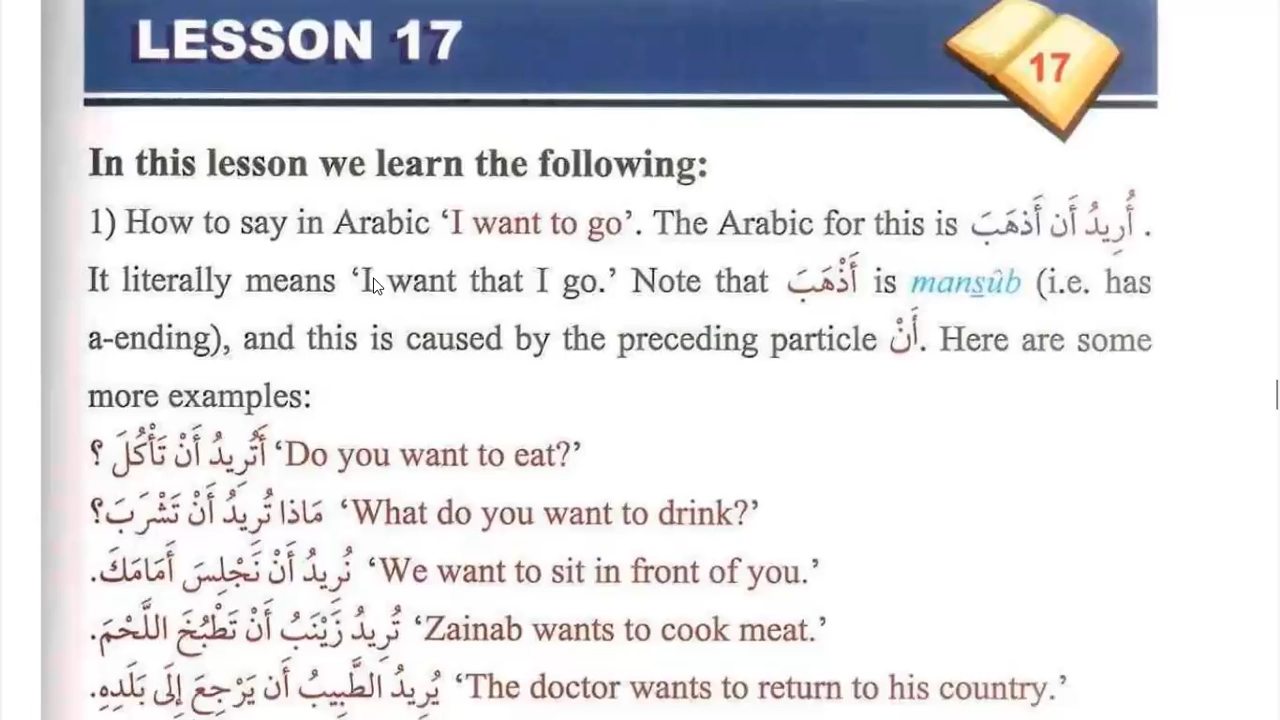 LESSON 17
17
In this lesson we learn the following:
1) How to say in Arabic ‘I want to go’. The Arabic for this is أُرِيدُ أَن أَذهَبَ .
It literally means ‘I want that I go.’ Note that أَذْهَبَ is mansûb (i.e. has
a-ending), and this is caused by the preceding particle أَنْ. Here are some
more examples:
أَتُرِيدُ أَنْ تَأْكُلَ ؟ ‘Do you want to eat?’
مَاذا تُرِيدُ أَنْ تَشْرَبَ؟ ‘What do you want to drink?’
نُرِيدُ أَنْ نَجْلِسَ أَمَامَكَ. ‘We want to sit in front of you.’
تُرِيدُ زَيْنَبُ أَنْ تَطْبُخَ اللَّحْمَ. ‘Zainab wants to cook meat.’
يُرِيدُ الطَّبِيبُ أَن يَرْجِعَ إِلَى بَلَدِهِ. ‘The doctor wants to return to his country.’